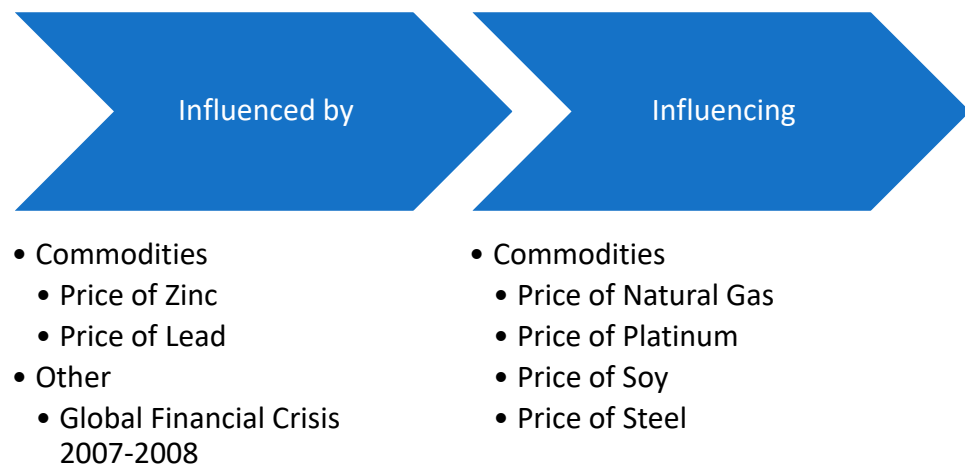 Influenced by
Influencing
• Commodities
• Price of Zinc
• Price of Lead
• Other
• Global Financial Crisis
2007-2008
• Commodities
• Price of Natural Gas
• Price of Platinum
• Price of Soy
• Price of Steel